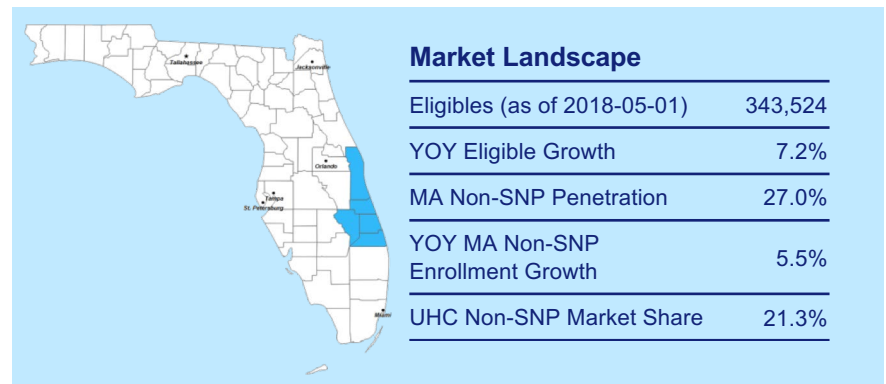 Market Landscape
Eligibles (as of 2018-05-01) 343,524
YOY Eligible Growth 7.2%
MA Non-SNP Penetration 27.0%
YOY MA Non-SNP
Enrollment Growth 5.5%
UHC Non-SNP Market Share 21.3%
Tallahassee
Jacksonville
Orlando
Tampa
St. Petersburg
Miami